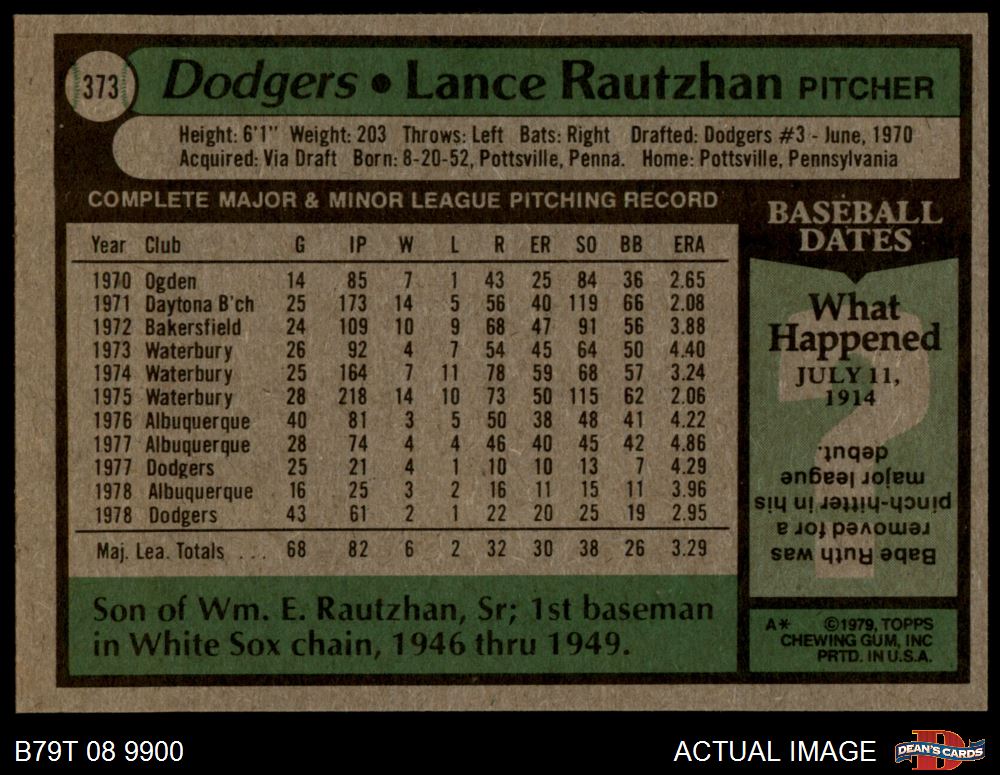 373 Dodgers • Lance Rautzhan PITCHER
Height: 6'1" Weight: 203 Throws: Left Bats: Right Drafted: Dodgers #3 - June, 1970
Acquired: Via Draft Born: 8-20-52, Pottsville, Penna. Home: Pottsville, Pennsylvania
COMPLETE MAJOR & MINOR LEAGUE PITCHING RECORD
Year Club G IP W L R ER SO BB ERA
1970 Ogden 14 85 7 1 43 25 84 36 2.65
1971 Daytona B'ch 25 173 14 5 56 40 119 66 2.08
1972 Bakersfield 24 109 10 9 68 47 91 56 3.88
1973 Waterbury 26 92 4 7 54 45 64 50 4.40
1974 Waterbury 25 164 7 11 78 59 68 57 3.24
1975 Waterbury 28 218 14 10 73 50 115 62 2.06
1976 Albuquerque 40 81 3 5 50 38 48 41 4.22
1977 Albuquerque 28 74 4 4 46 40 45 42 4.86
1977 Dodgers 25 21 4 1 10 10 13 7 4.29
1978 Albuquerque 16 25 3 2 16 11 15 11 3.96
1978 Dodgers 43 61 2 1 22 20 25 19 2.95
Maj. Lea. Totals ... 68 82 6 2 32 30 38 26 3.29
Son of Wm. E. Rautzhan, Sr; 1st baseman
in White Sox chain, 1946 thru 1949.
BASEBALL
DATES
What
Happened
JULY 11,
1914
Babe Ruth was
removed for a
pinch-hitter in his
major league
debut.
A* ©1979, TOPPS
CHEWING GUM, INC
PRTD. IN U.S.A.
B79T 08 9900
ACTUAL IMAGE
DEAN'S CARDS